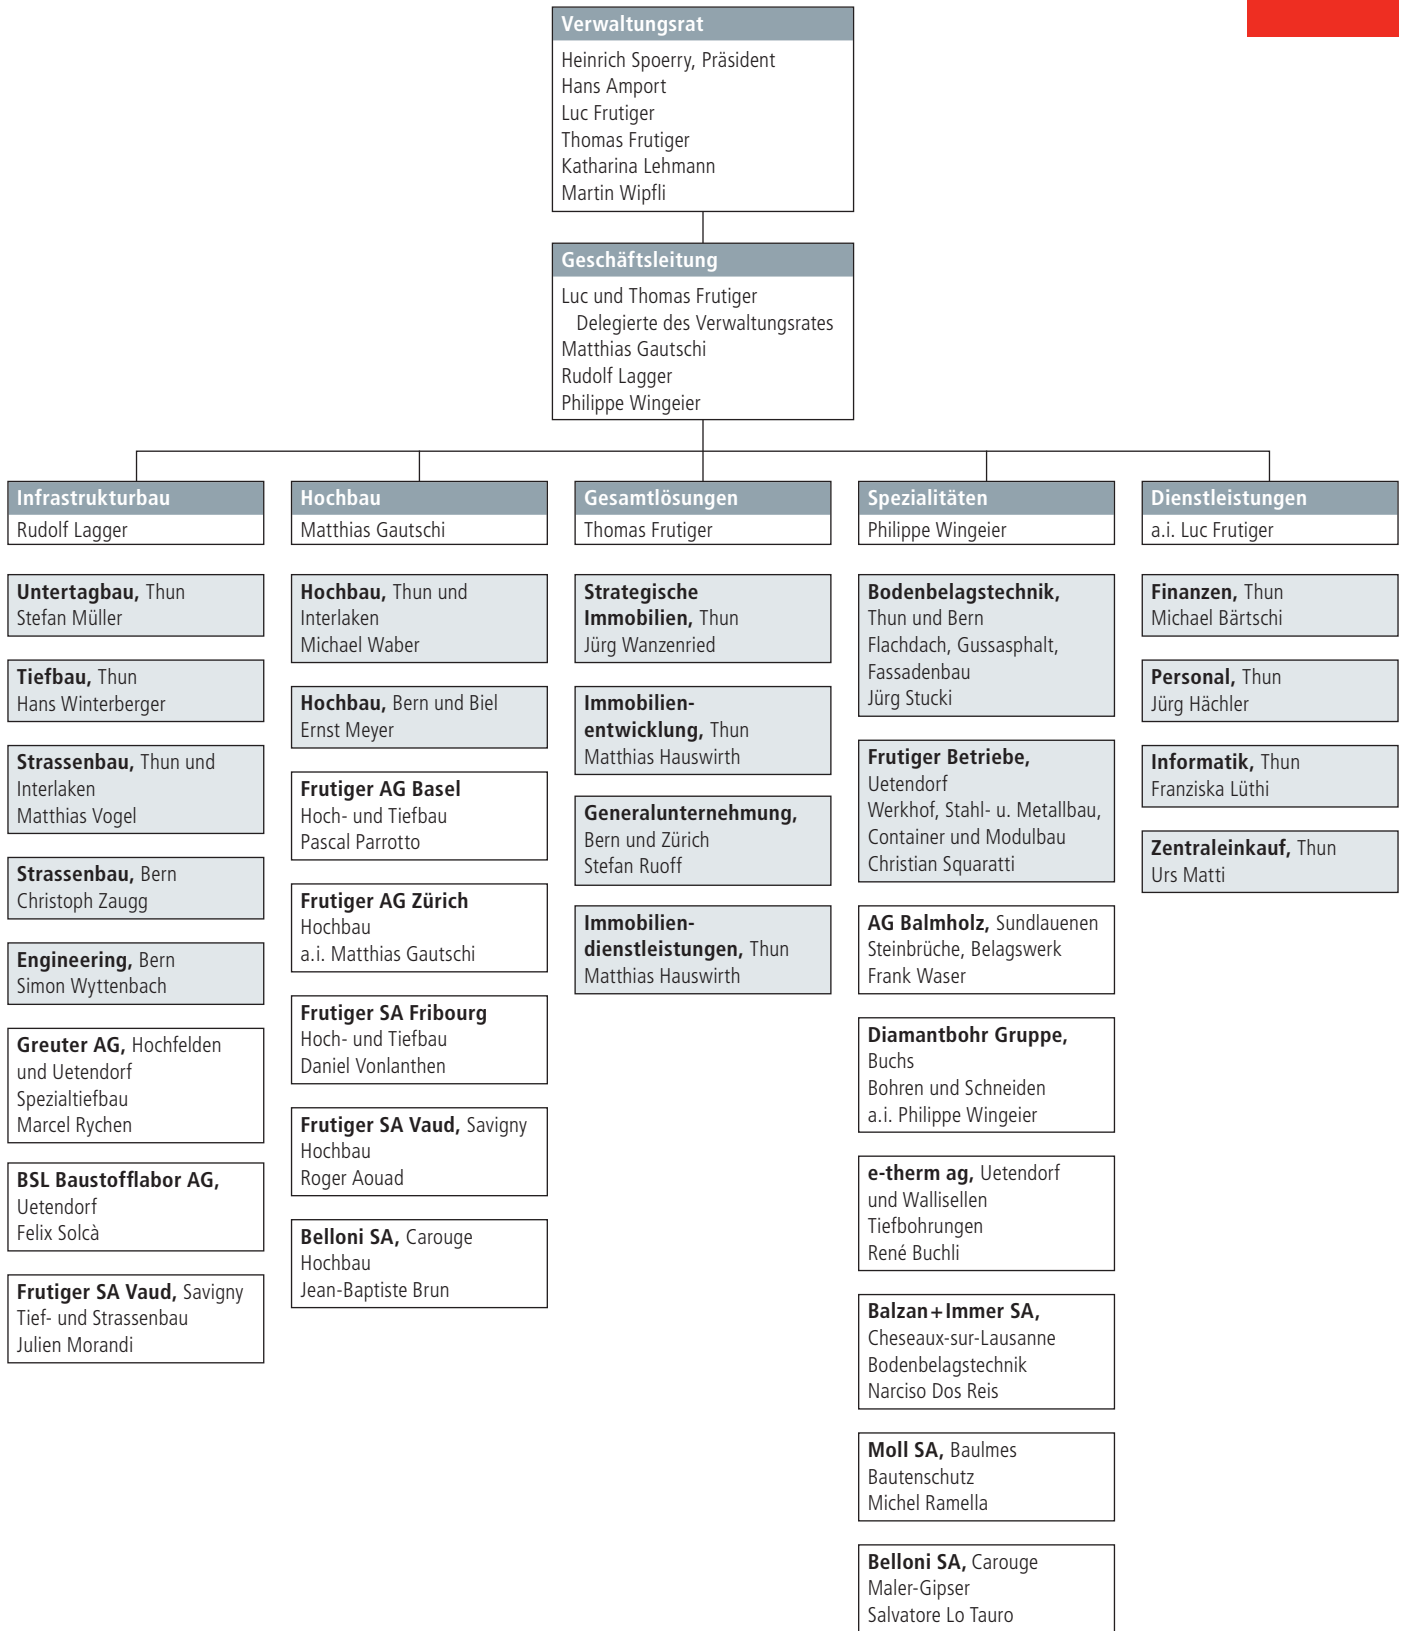 Verwaltungsrat
Heinrich Spoerry, Präsident
Hans Amport
Luc Frutiger
Thomas Frutiger
Katharina Lehmann
Martin Wipfli
Geschäftsleitung
Luc und Thomas Frutiger
Delegierte des Verwaltungsrates
Matthias Gautschi
Rudolf Lagger
Philippe Wingeier
Infrastrukturbau
Rudolf Lagger
Untertagbau, Thun
Stefan Müller
Tiefbau, Thun
Hans Winterberger
Strassenbau, Thun und
Interlaken
Matthias Vogel
Strassenbau, Bern
Christoph Zaugg
Engineering, Bern
Simon Wyttenbach
Greuter AG, Hochfelden
und Uetendorf
Spezialtiefbau
Marcel Rychen
BSL Baustofflabor AG,
Uetendorf
Felix Solcà
Frutiger SA Vaud, Savigny
Tief- und Strassenbau
Julien Morandi
Hochbau
Matthias Gautschi
Hochbau, Thun und
Interlaken
Michael Waber
Hochbau, Bern und Biel
Ernst Meyer
Frutiger AG Basel
Hoch- und Tiefbau
Pascal Parrotto
Frutiger AG Zürich
Hochbau
a.i. Matthias Gautschi
Frutiger SA Fribourg
Hoch- und Tiefbau
Daniel Vonlanthen
Frutiger SA Vaud, Savigny
Hochbau
Roger Aouad
Belloni SA, Carouge
Hochbau
Jean-Baptiste Brun
Gesamtlösungen
Thomas Frutiger
Strategische
Immobilien, Thun
Jürg Wanzenried
Immobilien-
entwicklung, Thun
Matthias Hauswirth
Generalunternehmung,
Bern und Zürich
Stefan Ruoff
Immobilien-
dienstleistungen, Thun
Matthias Hauswirth
Spezialitäten
Philippe Wingeier
Bodenbelagstechnik,
Thun und Bern
Flachdach, Gussasphalt,
Fassadenbau
Jürg Stucki
Frutiger Betriebe,
Uetendorf
Werkhof, Stahl- u. Metallbau,
Container und Modulbau
Christian Squaratti
AG Balmholz, Sundlauenen
Steinbrüche, Belagswerk
Frank Waser
Diamantbohr Gruppe,
Buchs
Bohren und Schneiden
a.i. Philippe Wingeier
e-therm ag, Uetendorf
und Wallisellen
Tiefbohrungen
René Buchli
Balzan+Immer SA,
Cheseaux-sur-Lausanne
Bodenbelagstechnik
Narciso Dos Reis
Moll SA, Baulmes
Bautenschutz
Michel Ramella
Belloni SA, Carouge
Maler-Gipser
Salvatore Lo Tauro
Dienstleistungen
a.i. Luc Frutiger
Finanzen, Thun
Michael Bärtschi
Personal, Thun
Jürg Hächler
Informatik, Thun
Franziska Lüthi
Zentraleinkauf, Thun
Urs Matti